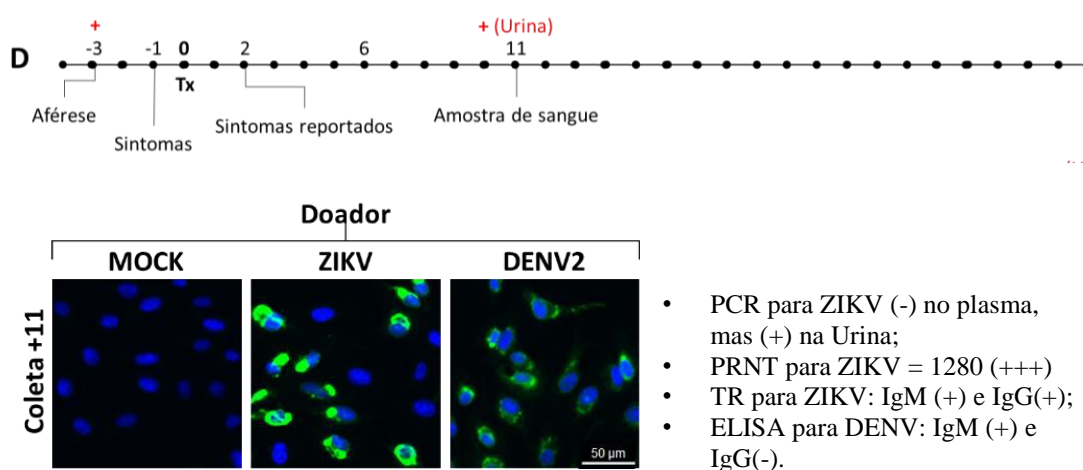 + + (Urina)
D -3 -1 0 2 6 11
Tx
Aférese Sintomas reportados Amostra de sangue
Sintomas
Doador
MOCK ZIKV DENV2
Coleta +11
50 µm
• PCR para ZIKV (-) no plasma,
mas (+) na Urina;
• PRNT para ZIKV = 1280 (+++)
• TR para ZIKV: IgM (+) e IgG(+);
• ELISA para DENV: IgM (+) e
IgG(-).